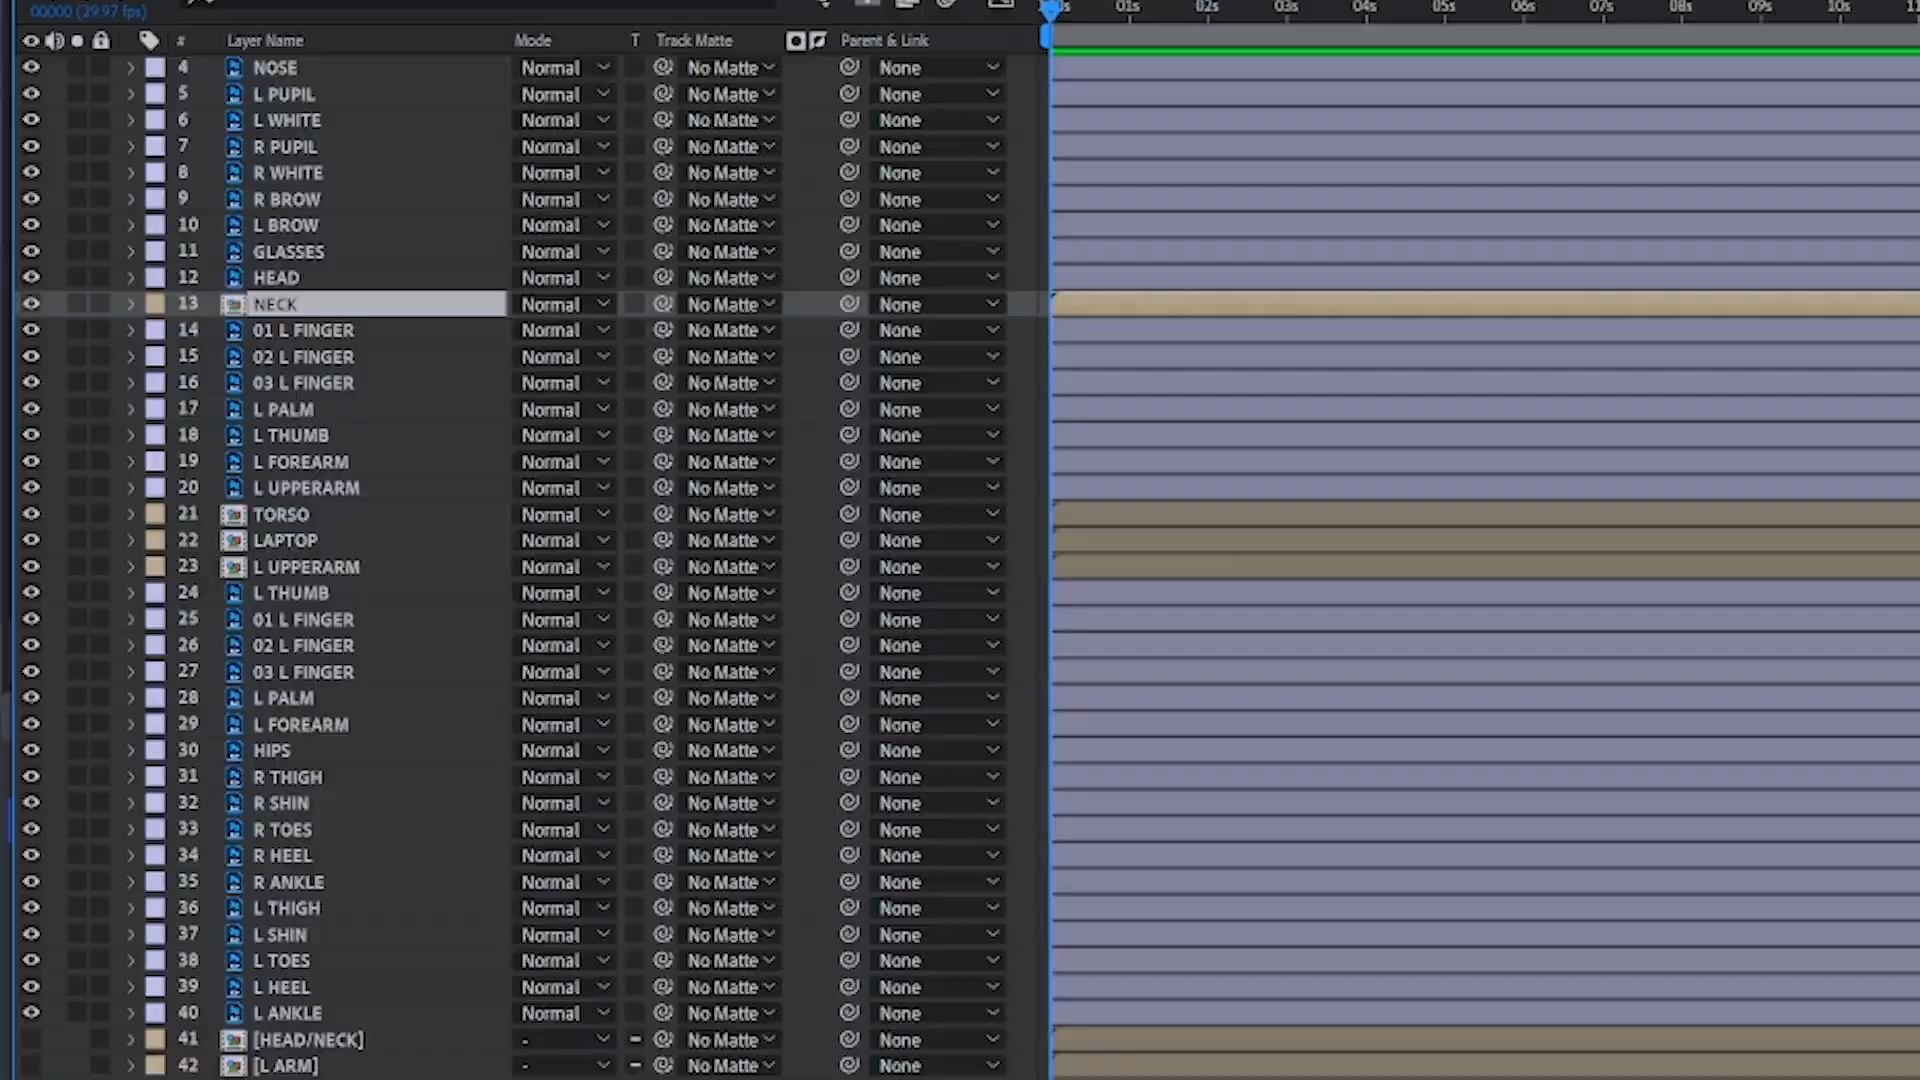 00000 (29.97 fps)
01s 02s 03s 04s 05s 06s 07s 08s 09s 10s
# Layer Name Mode T Track Matte Parent & Link
4 NOSE Normal No Matte None
5 L PUPIL Normal No Matte None
6 L WHITE Normal No Matte None
7 R PUPIL Normal No Matte None
8 R WHITE Normal No Matte None
9 R BROW Normal No Matte None
10 L BROW Normal No Matte None
11 GLASSES Normal No Matte None
12 HEAD Normal No Matte None
13 NECK Normal No Matte None
14 01 L FINGER Normal No Matte None
15 02 L FINGER Normal No Matte None
16 03 L FINGER Normal No Matte None
17 L PALM Normal No Matte None
18 L THUMB Normal No Matte None
19 L FOREARM Normal No Matte None
20 L UPPERARM Normal No Matte None
21 TORSO Normal No Matte None
22 LAPTOP Normal No Matte None
23 L UPPERARM Normal No Matte None
24 L THUMB Normal No Matte None
25 01 L FINGER Normal No Matte None
26 02 L FINGER Normal No Matte None
27 03 L FINGER Normal No Matte None
28 L PALM Normal No Matte None
29 L FOREARM Normal No Matte None
30 HIPS Normal No Matte None
31 R THIGH Normal No Matte None
32 R SHIN Normal No Matte None
33 R TOES Normal No Matte None
34 R HEEL Normal No Matte None
35 R ANKLE Normal No Matte None
36 L THIGH Normal No Matte None
37 L SHIN Normal No Matte None
38 L TOES Normal No Matte None
39 L HEEL Normal No Matte None
40 L ANKLE Normal No Matte None
41 [HEAD/NECK] - No Matte None
42 [L ARM] - No Matte None